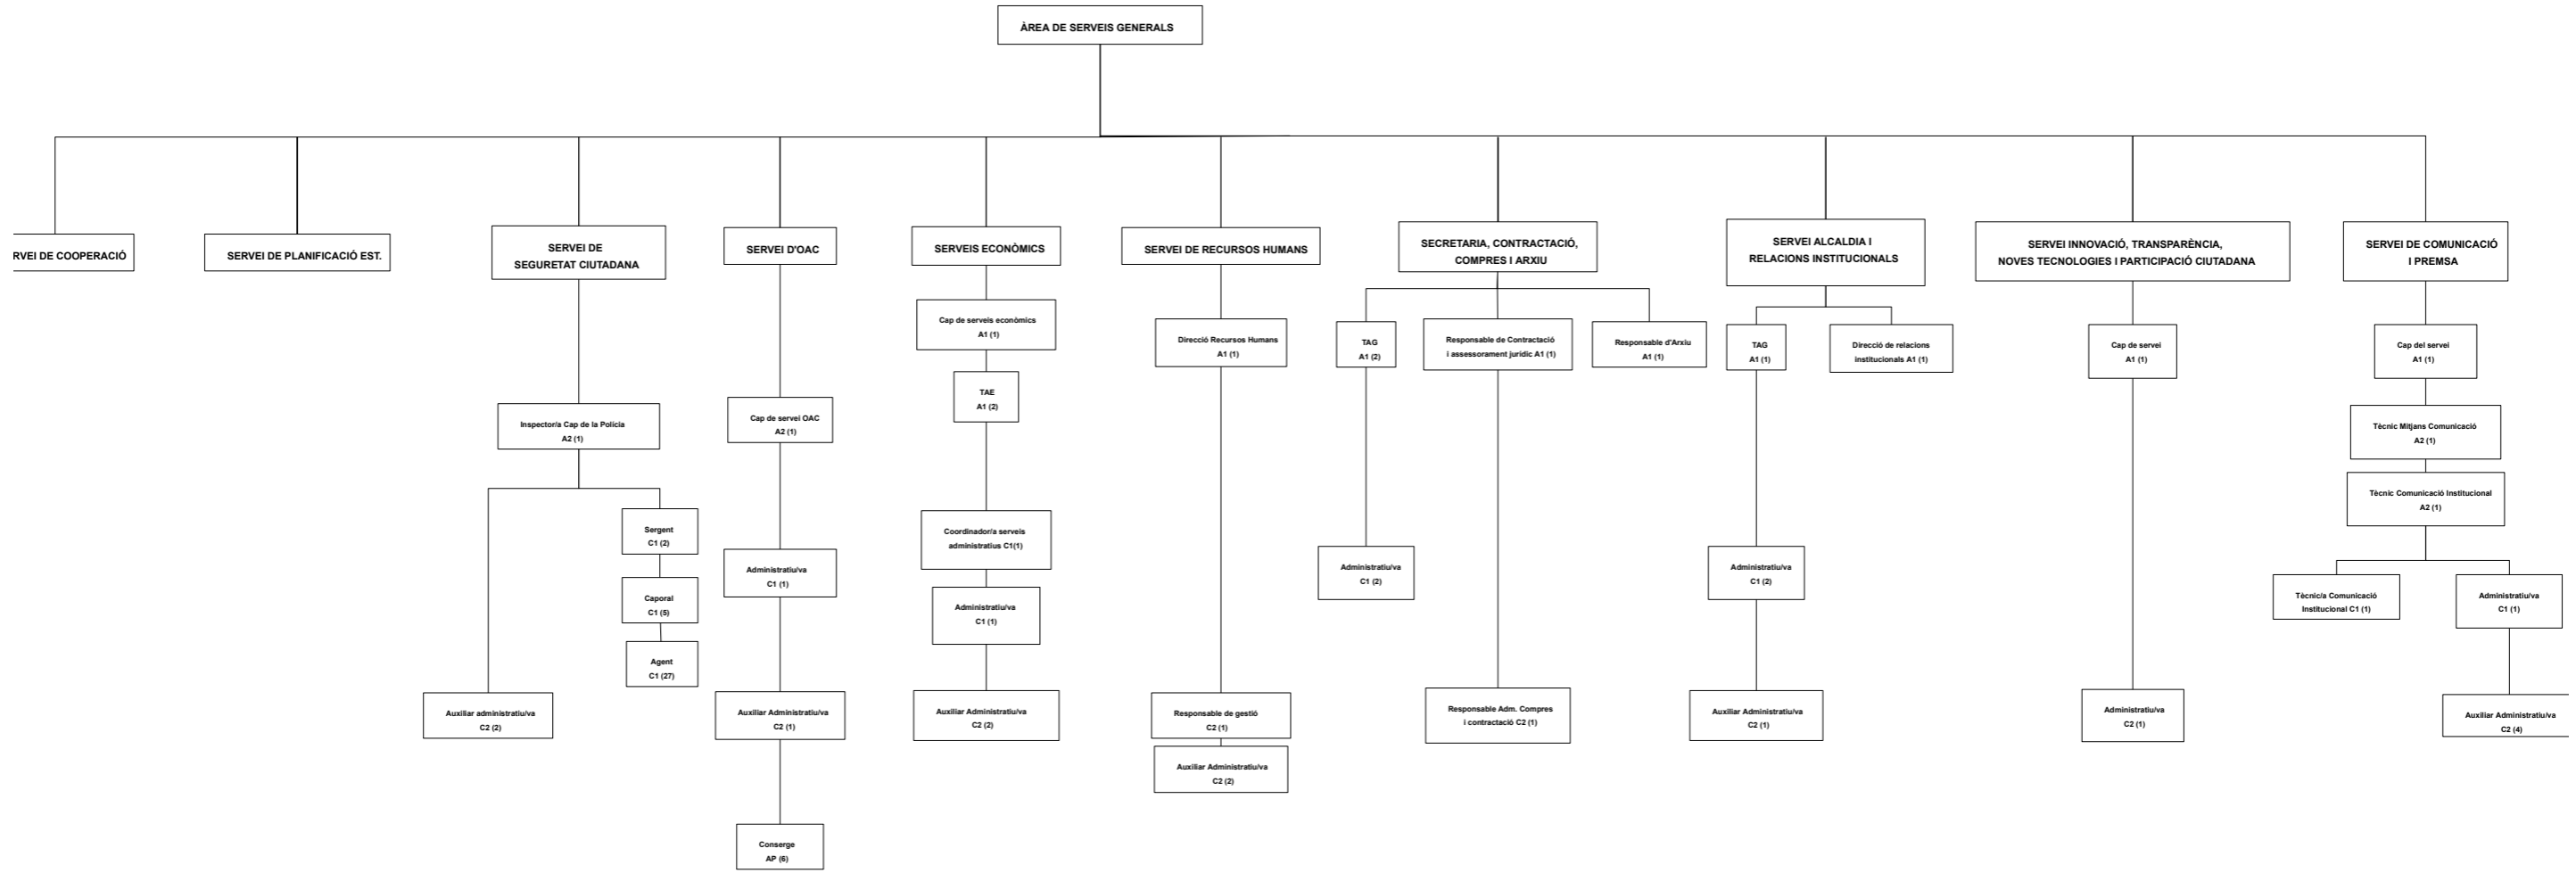 ÀREA DE SERVEIS GENERALS
RVEI DE COOPERACIÓ
SERVEI DE PLANIFICACIÓ EST.
SERVEI DE
SEGURETAT CIUTADANA
SERVEI D'OAC
SERVEIS ECONÒMICS
SERVEI DE RECURSOS HUMANS
SECRETARIA, CONTRACTACIÓ,
COMPRES I ARXIU
SERVEI ALCALDIA I
RELACIONS INSTITUCIONALS
SERVEI INNOVACIÓ, TRANSPARÈNCIA,
NOVES TECNOLOGIES I PARTICIPACIÓ CIUTADANA
SERVEI DE COMUNICACIÓ
I PREMSA
Inspector/a Cap de la Policia
A2 (1)
Sergent
C1 (2)
Caporal
C1 (5)
Agent
C1 (27)
Auxiliar administratiu/va
C2 (2)
Cap de servei OAC
A2 (1)
Administratiu/va
C1 (1)
Auxiliar Administratiu/va
C2 (1)
Conserge
AP (6)
Cap de serveis econòmics
A1 (1)
TAE
A1 (2)
Coordinador/a serveis
administratius C1(1)
Administratiu/va
C1 (1)
Auxiliar Administratiu/va
C2 (2)
Direcció Recursos Humans
A1 (1)
Responsable de gestió
C2 (1)
Auxiliar Administratiu/va
C2 (2)
TAG
A1 (2)
Administratiu/va
C1 (2)
Responsable de Contractació
i assessorament jurídic A1 (1)
Responsable Adm. Compres
i contractació C2 (1)
Responsable d'Arxiu
A1 (1)
TAG
A1 (1)
Administratiu/va
C1 (2)
Auxiliar Administratiu/va
C2 (1)
Direcció de relacions
institucionals A1 (1)
Cap de servei
A1 (1)
Administratiu/va
C2 (1)
Cap del servei
A1 (1)
Tècnic Mitjans Comunicació
A2 (1)
Tècnic Comunicació Institucional
A2 (1)
Tècnic/a Comunicació
Institucional C1 (1)
Administratiu/va
C1 (1)
Auxiliar Administratiu/va
C2 (4)